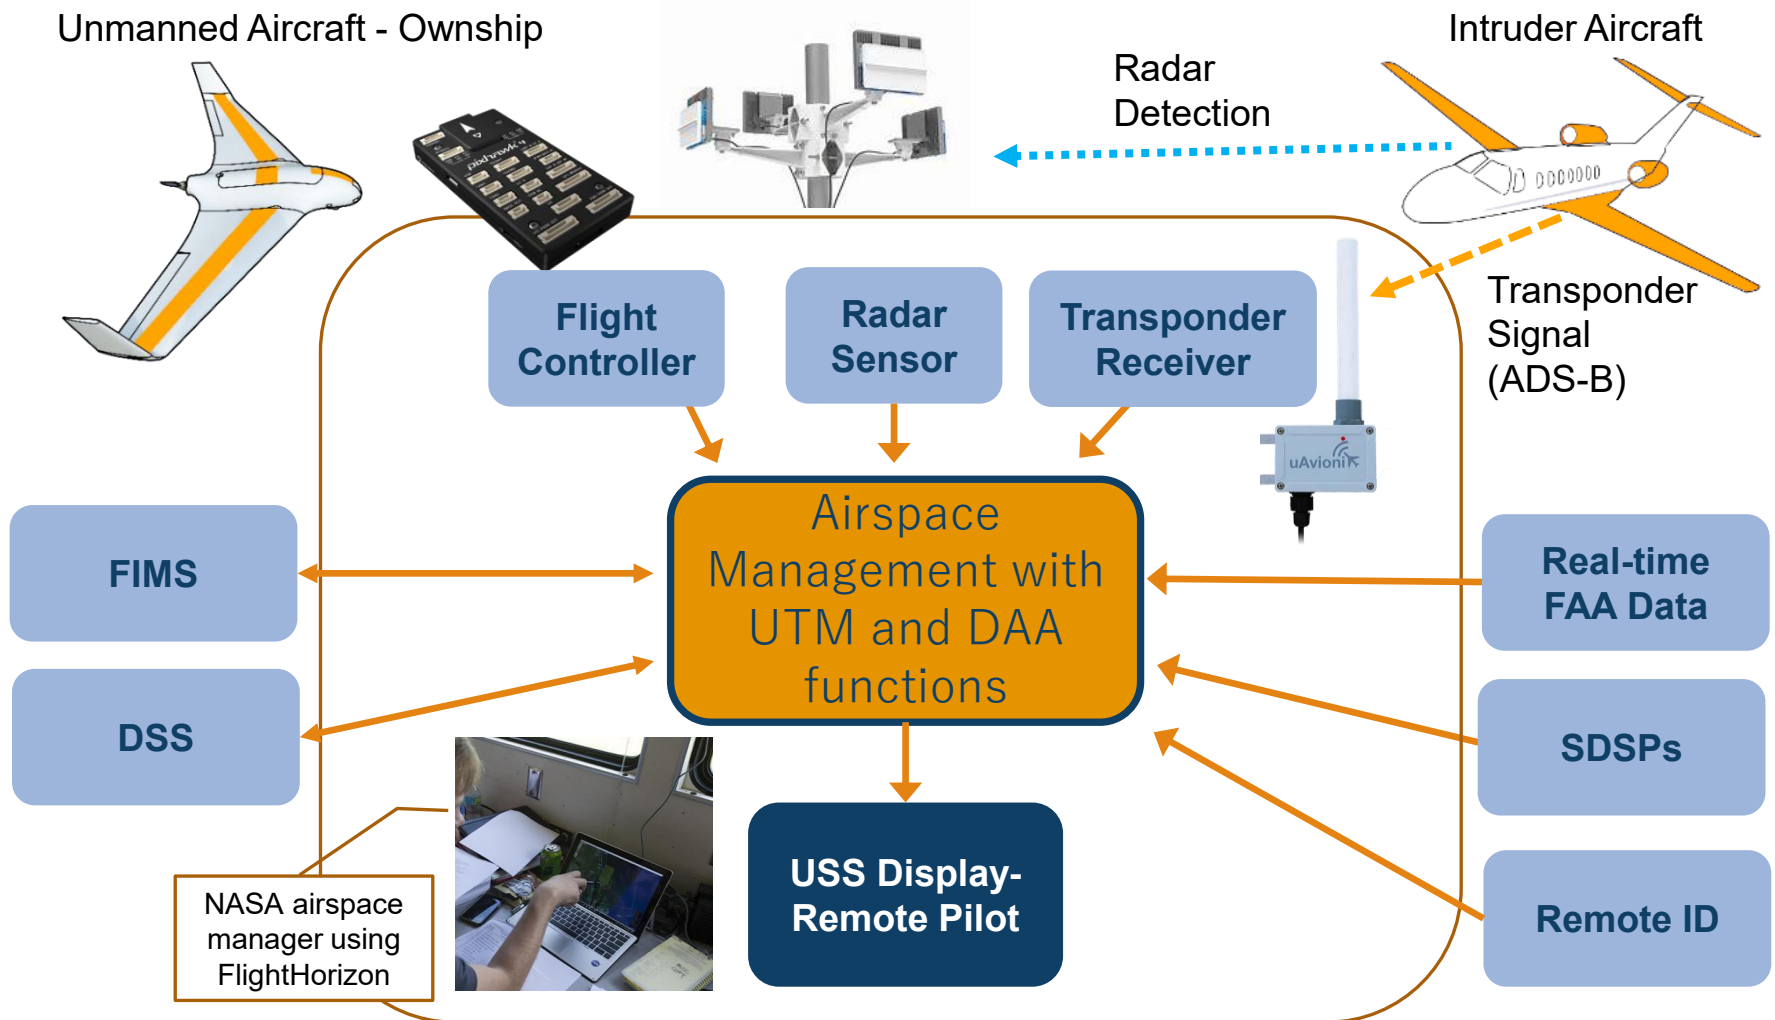 Unmanned Aircraft - Ownship
Intruder Aircraft
Radar
Detection
pixhawk 4
Flight
Controller
Radar
Sensor
Transponder
Receiver
Transponder
Signal
(ADS-B)
uAvionix
Airspace
Management with
UTM and DAA
functions
FIMS
DSS
Real-time
FAA Data
SDSPs
Remote ID
USS Display-
Remote Pilot
NASA airspace
manager using
FlightHorizon